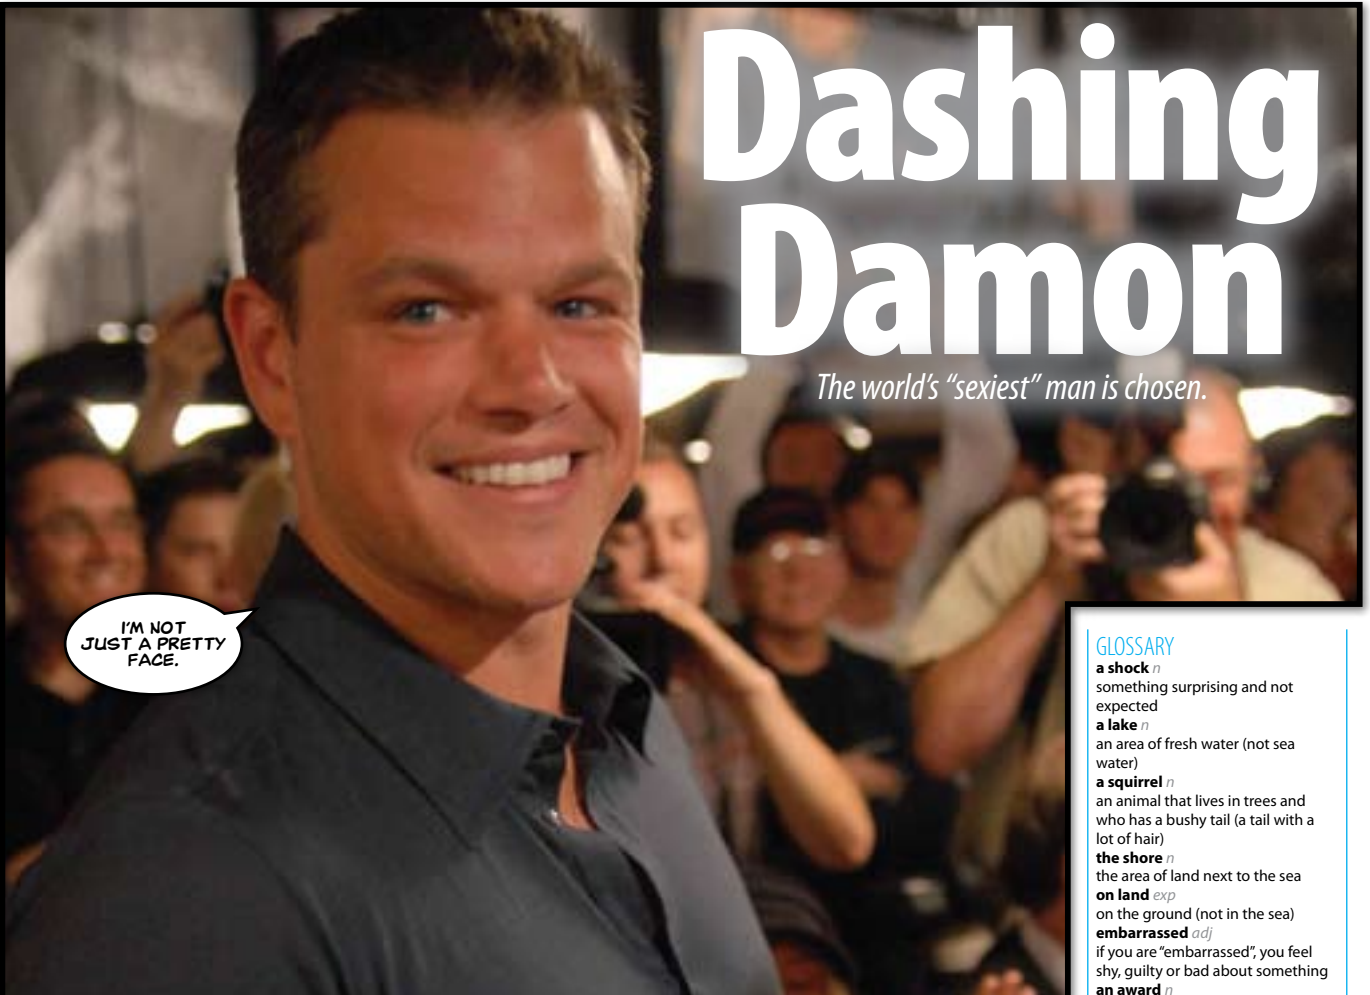 Dashing
Damon
The world's “sexiest” man is chosen.
I'M NOT
JUST A PRETTY
FACE.
GLOSSARY
a shock n
something surprising and not
expected
a lake n
an area of fresh water (not sea
water)
a squirrel n
an animal that lives in trees and
who has a bushy tail (a tail with a
lot of hair)
the shore n
the area of land next to the sea
on land exp
on the ground (not in the sea)
embarrassed adj
if you are “embarrassed”, you feel
shy, guilty or bad about something
an award n